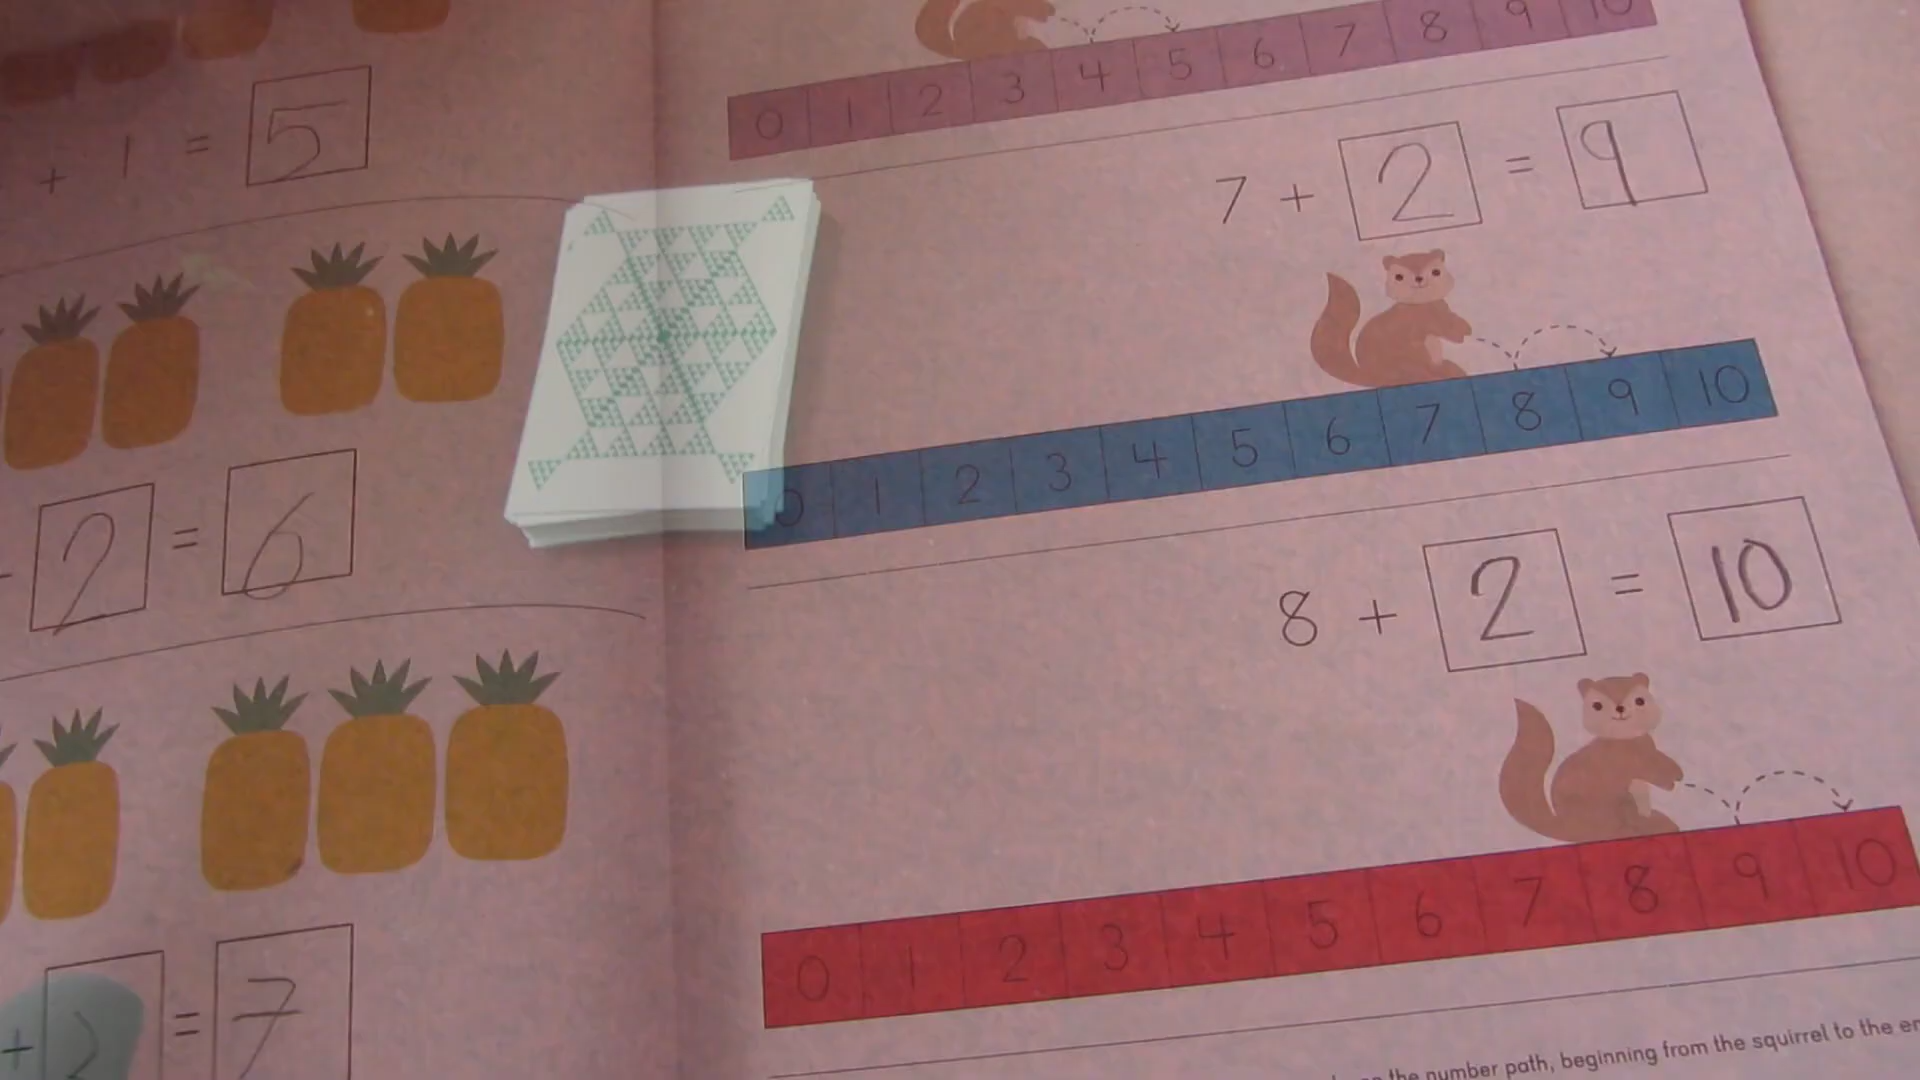 + 1 = 5
2 = 6
+ = 7
0 1 2 3 4 5 6 7 8 9 10
7 + 2 = 9
0 1 2 3 4 5 6 7 8 9 10
8 + 2 = 10
0 1 2 3 4 5 6 7 8 9 10
the number path, beginning from the squirrel to the